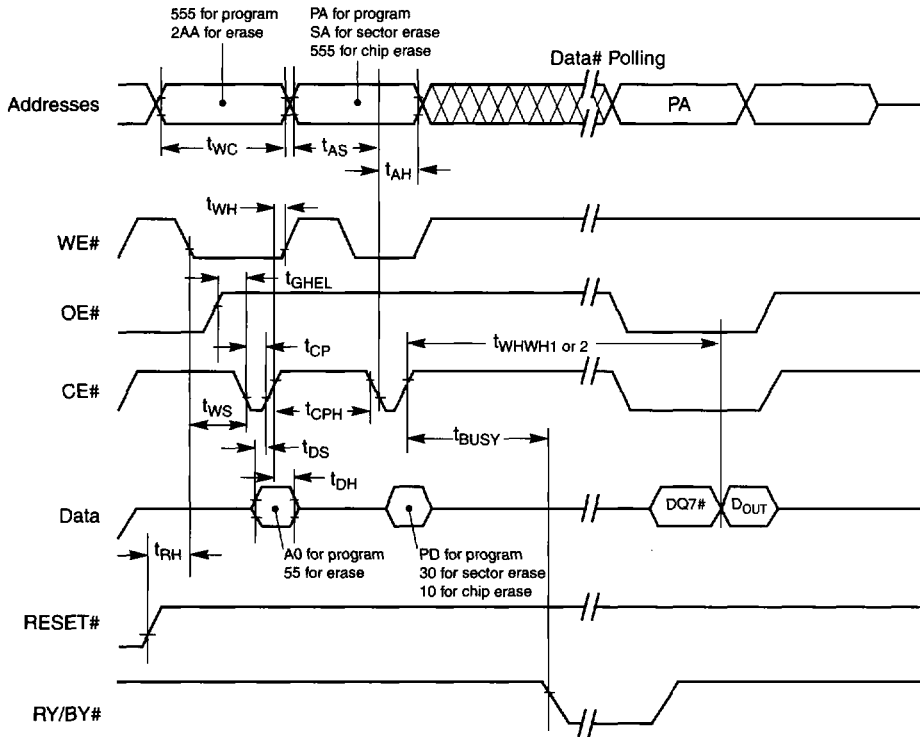 555 for program
2AA for erase
PA for program
SA for sector erase
555 for chip erase
Data# Polling
Addresses
PA
tWC
tAS
tAH
tWH
WE#
tGHEL
OE#
tCP
tWHWH1 or 2
CE#
tWS
tCPH
tDS
tBUSY
tDH
Data
DQ7#
DOUT
tRH
A0 for program
55 for erase
PD for program
30 for sector erase
10 for chip erase
RESET#
RY/BY#